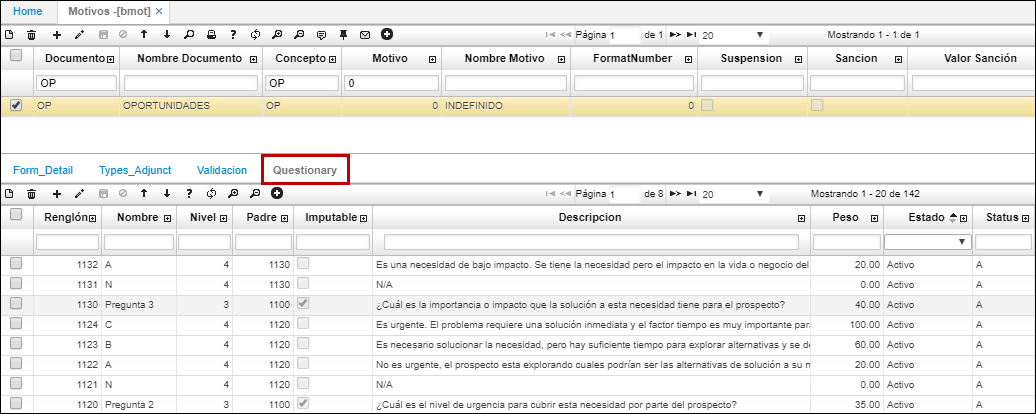 Home Motivos -[bmot] ×
Página 1 de 1 20 Mostrando 1 - 1 de 1
Documento Nombre Documento Concepto Motivo Nombre Motivo FormatNumber Suspension Sancion Valor Sanción
OP OP 0
OP OPORTUNIDADES OP 0 INDEFINIDO 0
Form_Detail Types_Adjunct Validacion Questionary
Página 1 de 8 20 Mostrando 1 - 20 de 142
Renglón Nombre Nivel Padre Imputable Descripcion Peso Estado Status
1132 A 4 1130 Es una necesidad de bajo impacto. Se tiene la necesidad pero el impacto en la vida o negocio del 20.00 Activo A
1131 N 4 1130 N/A 0.00 Activo A
1130 Pregunta 3 3 1100 ¿Cuál es la importancia o impacto que la solución a esta necesidad tiene para el prospecto? 40.00 Activo A
1124 C 4 1120 Es urgente. El problema requiere una solución inmediata y el factor tiempo es muy importante par 100.00 Activo A
1123 B 4 1120 Es necesario solucionar la necesidad, pero hay suficiente tiempo para explorar alternativas y se de 60.00 Activo A
1122 A 4 1120 No es urgente, el prospecto esta explorando cuales podrían ser las alternativas de solución a su n 20.00 Activo A
1121 N 4 1120 N/A 0.00 Activo A
1120 Pregunta 2 3 1100 ¿Cuál es el nivel de urgencia para cubrir esta necesidad por parte del prospecto? 35.00 Activo A